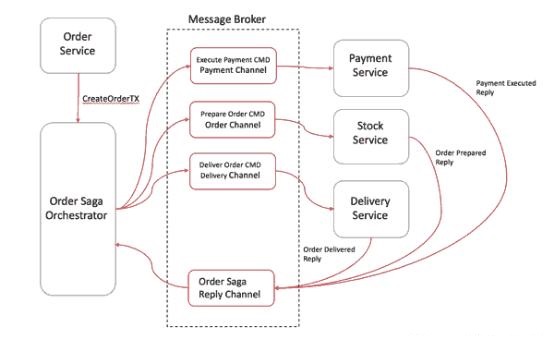 Message Broker
Order
Service
CreateOrderTX
Order Saga
Orchestrator
Execute Payment CMD
Payment Channel
Prepare Order CMD
Order Channel
Deliver Order CMD
Delivery Channel
Order Saga
Reply Channel
Payment
Service
Stock
Service
Delivery
Service
Payment Executed
Reply
Order Prepared
Reply
Order Delivered
Reply